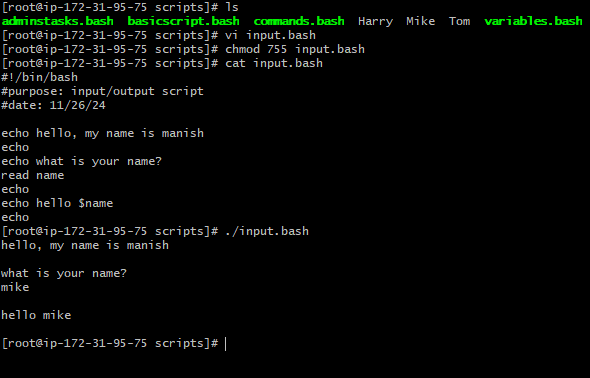 [root@ip-172-31-95-75 scripts]# ls
adminstasks.bash  basicscript.bash  commands.bash  Harry  Mike  Tom  variables.bash
[root@ip-172-31-95-75 scripts]# vi input.bash
[root@ip-172-31-95-75 scripts]# chmod 755 input.bash
[root@ip-172-31-95-75 scripts]# cat input.bash
#!/bin/bash
#purpose: input/output script
#date: 11/26/24
echo hello, my name is manish
echo
echo what is your name?
read name
echo
echo hello $name
echo
[root@ip-172-31-95-75 scripts]# ./input.bash
hello, my name is manish
what is your name?
mike
hello mike
[root@ip-172-31-95-75 scripts]#